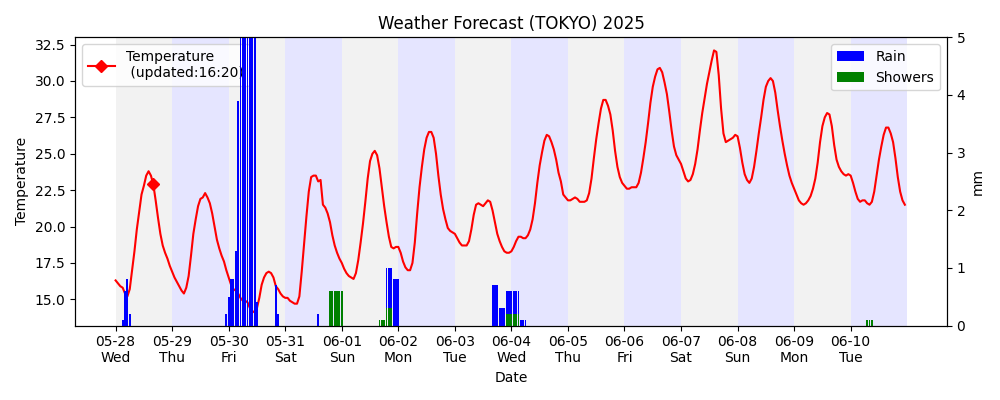 Weather Forecast (TOKYO) 2025
Temperature
(updated:16:20)
Rain
Showers
32.5
30.0
27.5
25.0
22.5
20.0
17.5
15.0
Temperature
5
4
3
2
1
0
mm
05-28 05-29 05-30 05-31 06-01 06-02 06-03 06-04 06-05 06-06 06-07 06-08 06-09 06-10
Wed Thu Fri Sat Sun Mon Tue Wed Thu Fri Sat Sun Mon Tue
Date